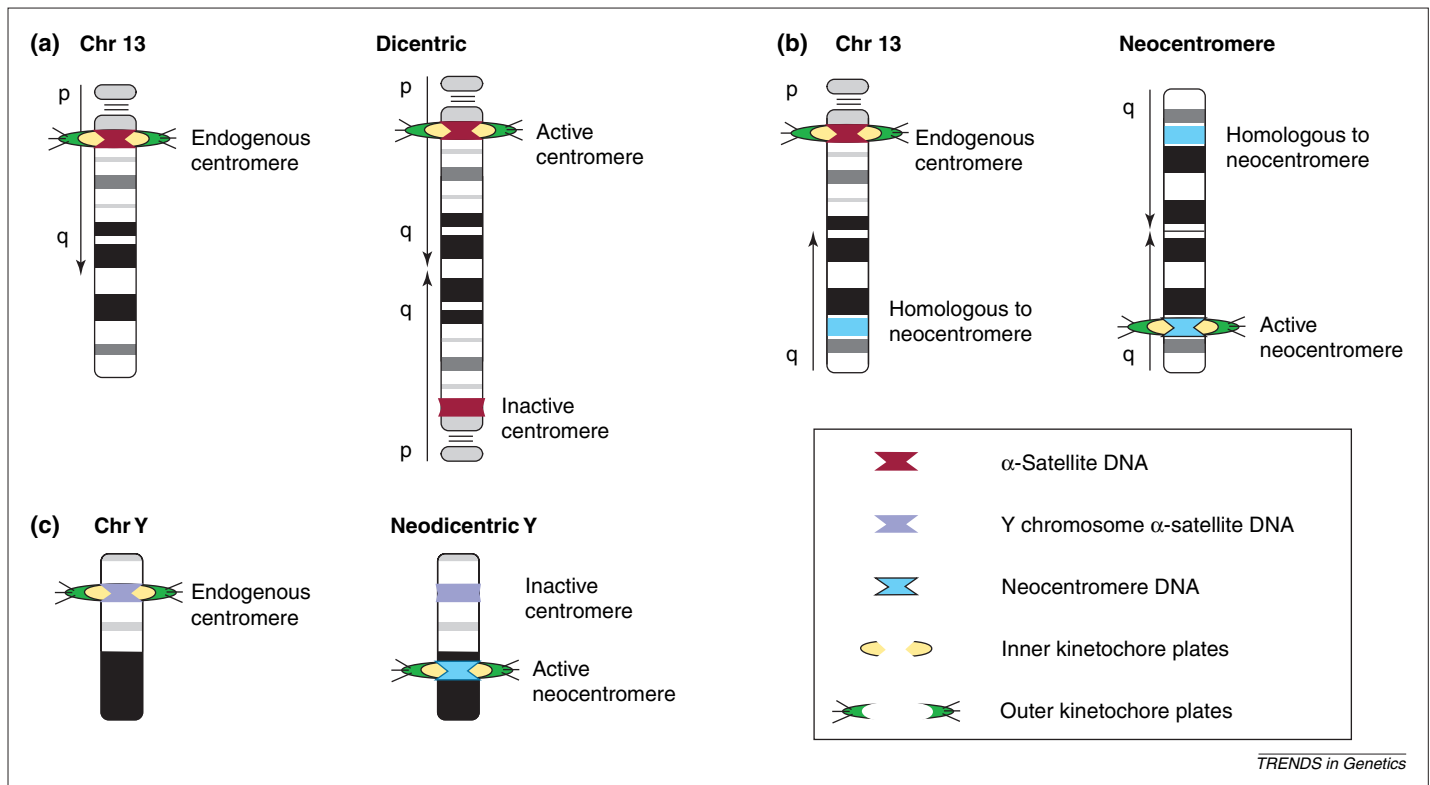 (a) Chr 13
Dicentric
p
q
Endogenous
centromere
p
q
q
p
Active
centromere
Inactive
centromere
(b) Chr 13
Neocentromere
p
q
Endogenous
centromere
Homologous to
neocentromere
q
q
Homologous to
neocentromere
Active
neocentromere
(c) Chr Y
Neodicentric Y
Endogenous
centromere
Inactive
centromere
Active
neocentromere
α-Satellite DNA
Y chromosome α-satellite DNA
Neocentromere DNA
Inner kinetochore plates
Outer kinetochore plates
TRENDS in Genetics